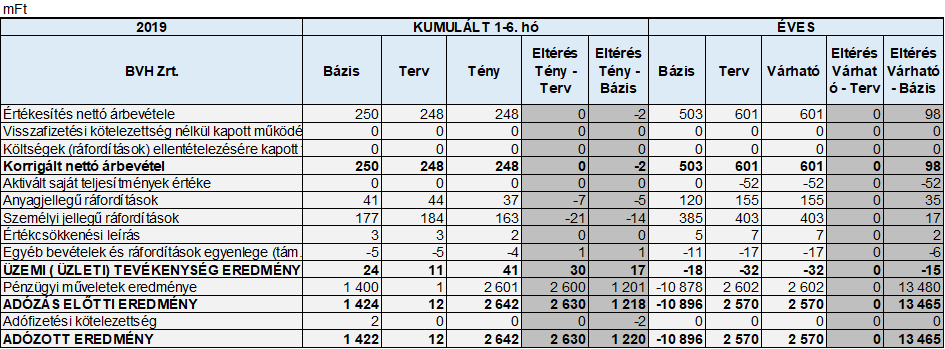 mFt
2019 KUMULÁLT 1-6. hó ÉVES
BVH Zrt. Bázis Terv Tény Eltérés Tény - Terv Eltérés Tény - Bázis Bázis Terv Várható Eltérés Várhat ó - Terv Eltérés Várható - Bázis
Értékesítés nettó árbevétele 250 248 248 0 -2 503 601 601 0 98
Visszafizetési kötelezettség nélkül kapott működé 0 0 0 0 0 0 0 0 0 0
Költségek (ráfordítások) ellentételezésére kapott 0 0 0 0 0 0 0 0 0 0
Korrigált nettó árbevétel 250 248 248 0 -2 503 601 601 0 98
Aktivált saját teljesítmények értéke 0 0 0 0 0 0 -52 -52 0 -52
Anyagjellegű ráfordítások 41 44 37 -7 -5 120 155 155 0 35
Személyi jellegű ráfordítások 177 184 163 -21 -14 385 403 403 0 17
Értékcsökkenési leírás 3 3 2 0 0 5 7 7 0 2
Egyéb bevételek és ráfordítások egyenlege (tám. -5 -5 -4 1 1 -11 -17 -17 0 -6
ÜZEMI ( ÜZLETI) TEVÉKENYSÉG EREDMÉNY 24 11 41 30 17 -18 -32 -32 0 -15
Pénzügyi műveletek eredménye 1 400 1 2 601 2 600 1 201 -10 878 2 602 2 602 0 13 480
ADÓZÁS ELŐTTI EREDMÉNY 1 424 12 2 642 2 630 1 218 -10 896 2 570 2 570 0 13 465
Adófizetési kötelezettség 2 0 0 0 -2 0 0 0 0 0
ADÓZOTT EREDMÉNY 1 422 12 2 642 2 630 1 220 -10 896 2 570 2 570 0 13 465